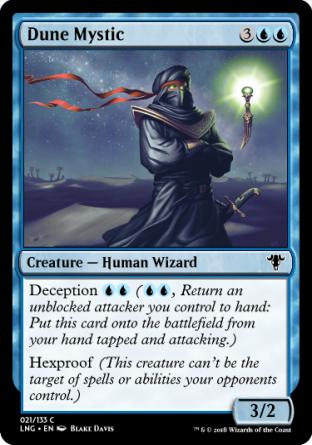 Dune Mystic 3
Creature — Human Wizard
Deception (, Return an
unblocked attacker you control to hand:
Put this card onto the battlefield from
your hand tapped and attacking.)
Hexproof (This creature can't be the
target of spells or abilities your opponents
control.)
3/2
021/133 C
LNG • EN Blake Davis
™ & © 2018 Wizards of the Coast